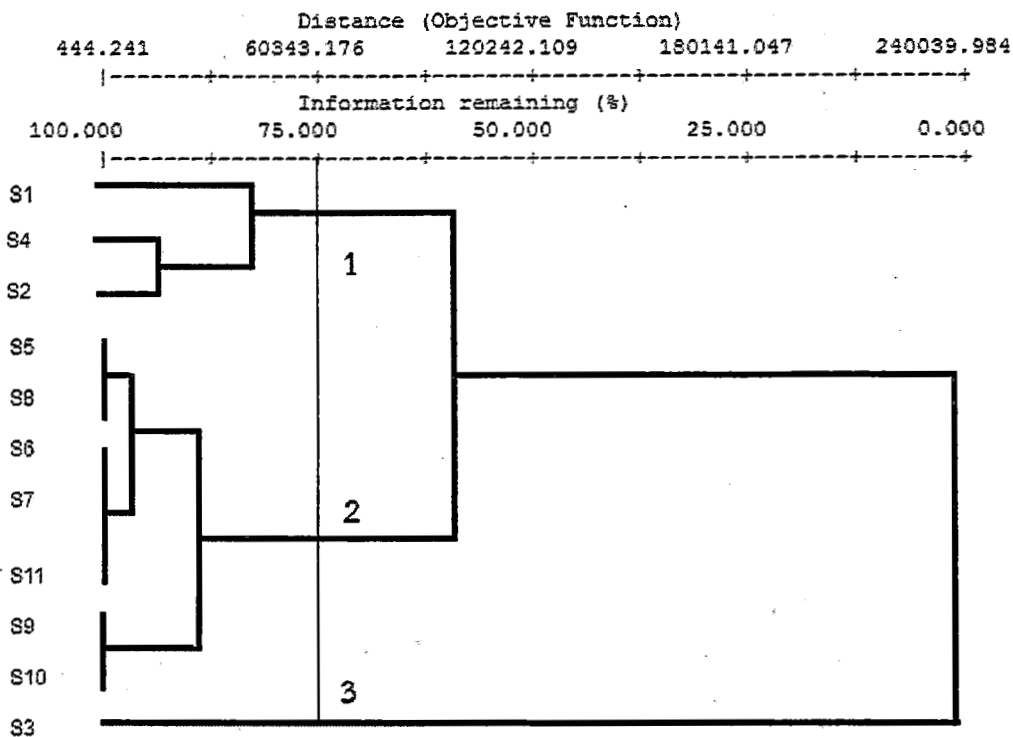 Distance (Objective Function)
444.241 60343.176 120242.109 180141.047 240039.984
|-------+-------+-------+-------+-------+-------+-------+-------+
Information remaining (%)
100.000 75.000 50.000 25.000 0.000
|-------+-------+-------+-------+-------+-------+-------+-------+
S1
S4
1
S2
S5
S8
S6
S7
2
S11
S9
S10
3
S3